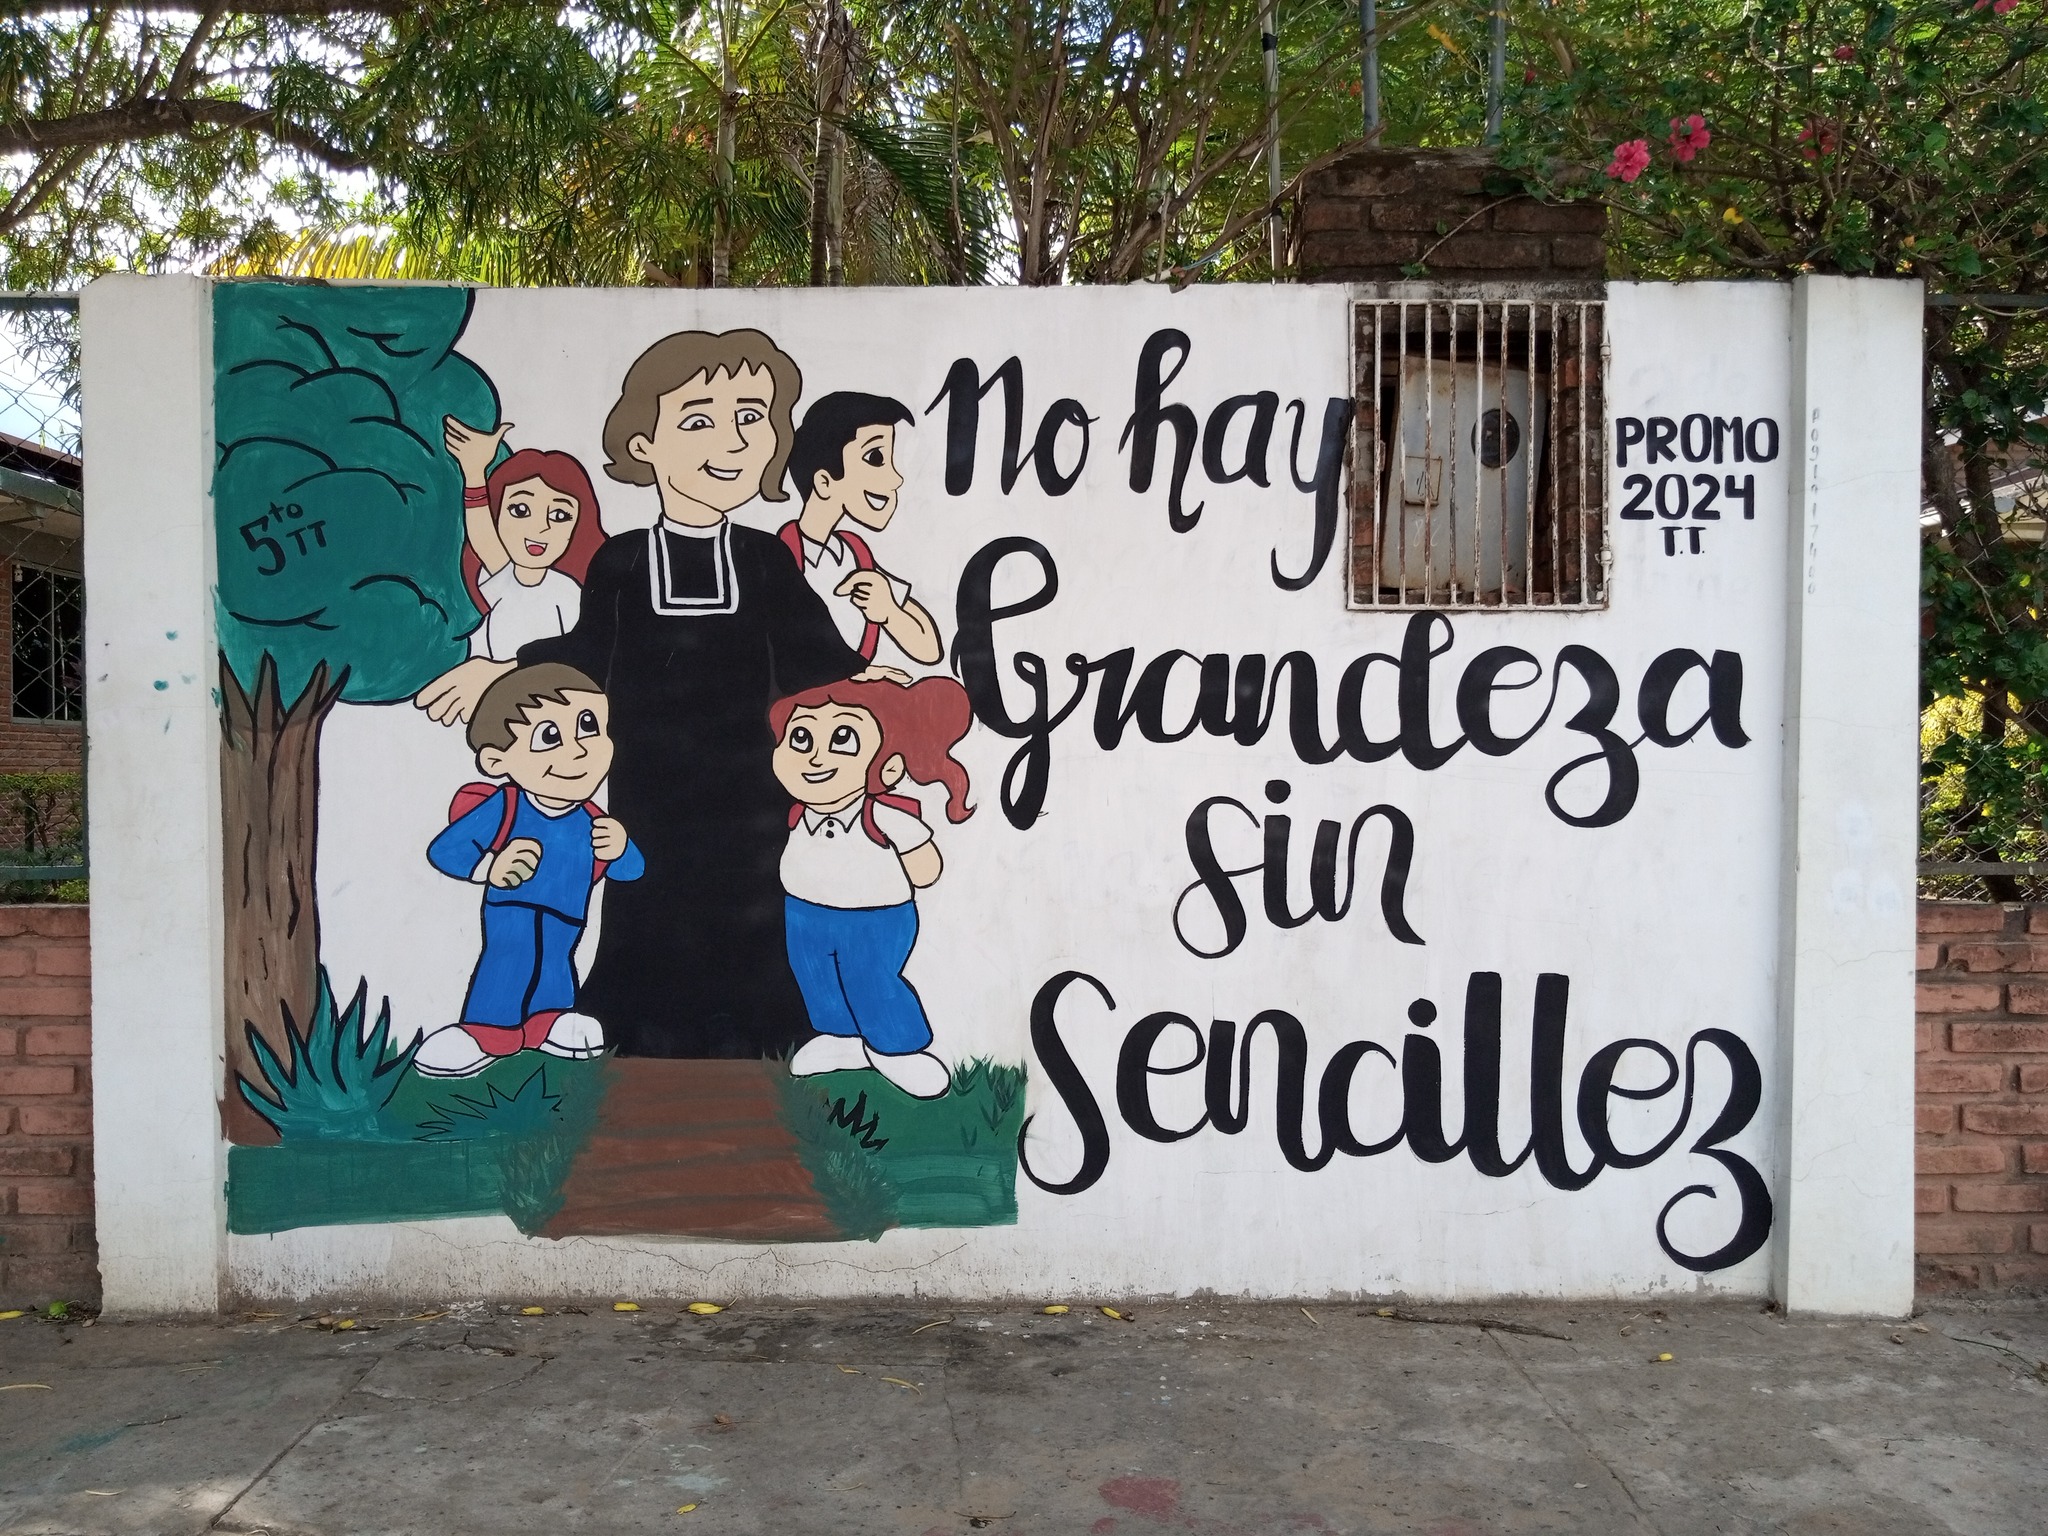 No hay
Grandeza
sin
Sencillez
PROMO
2024
T.T.
5to
TT